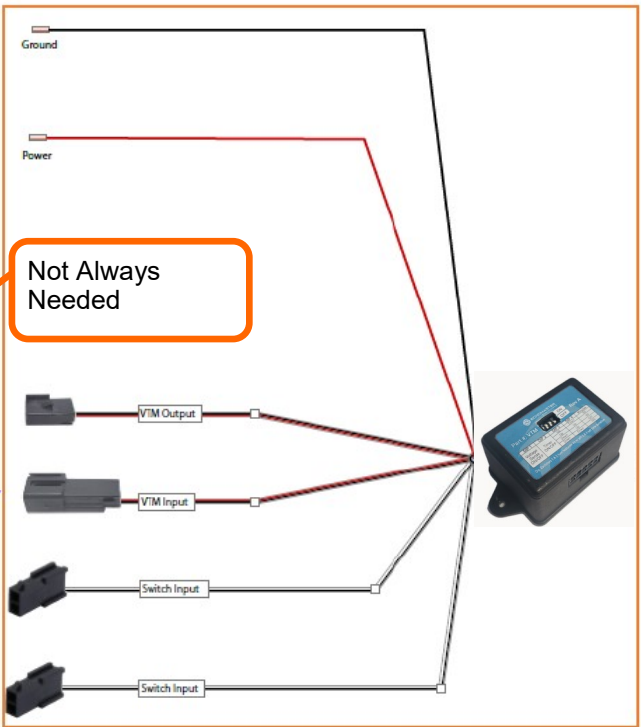 Ground
Power
Not Always
Needed
VTM Output
VTM Input
Switch Input
Switch Input